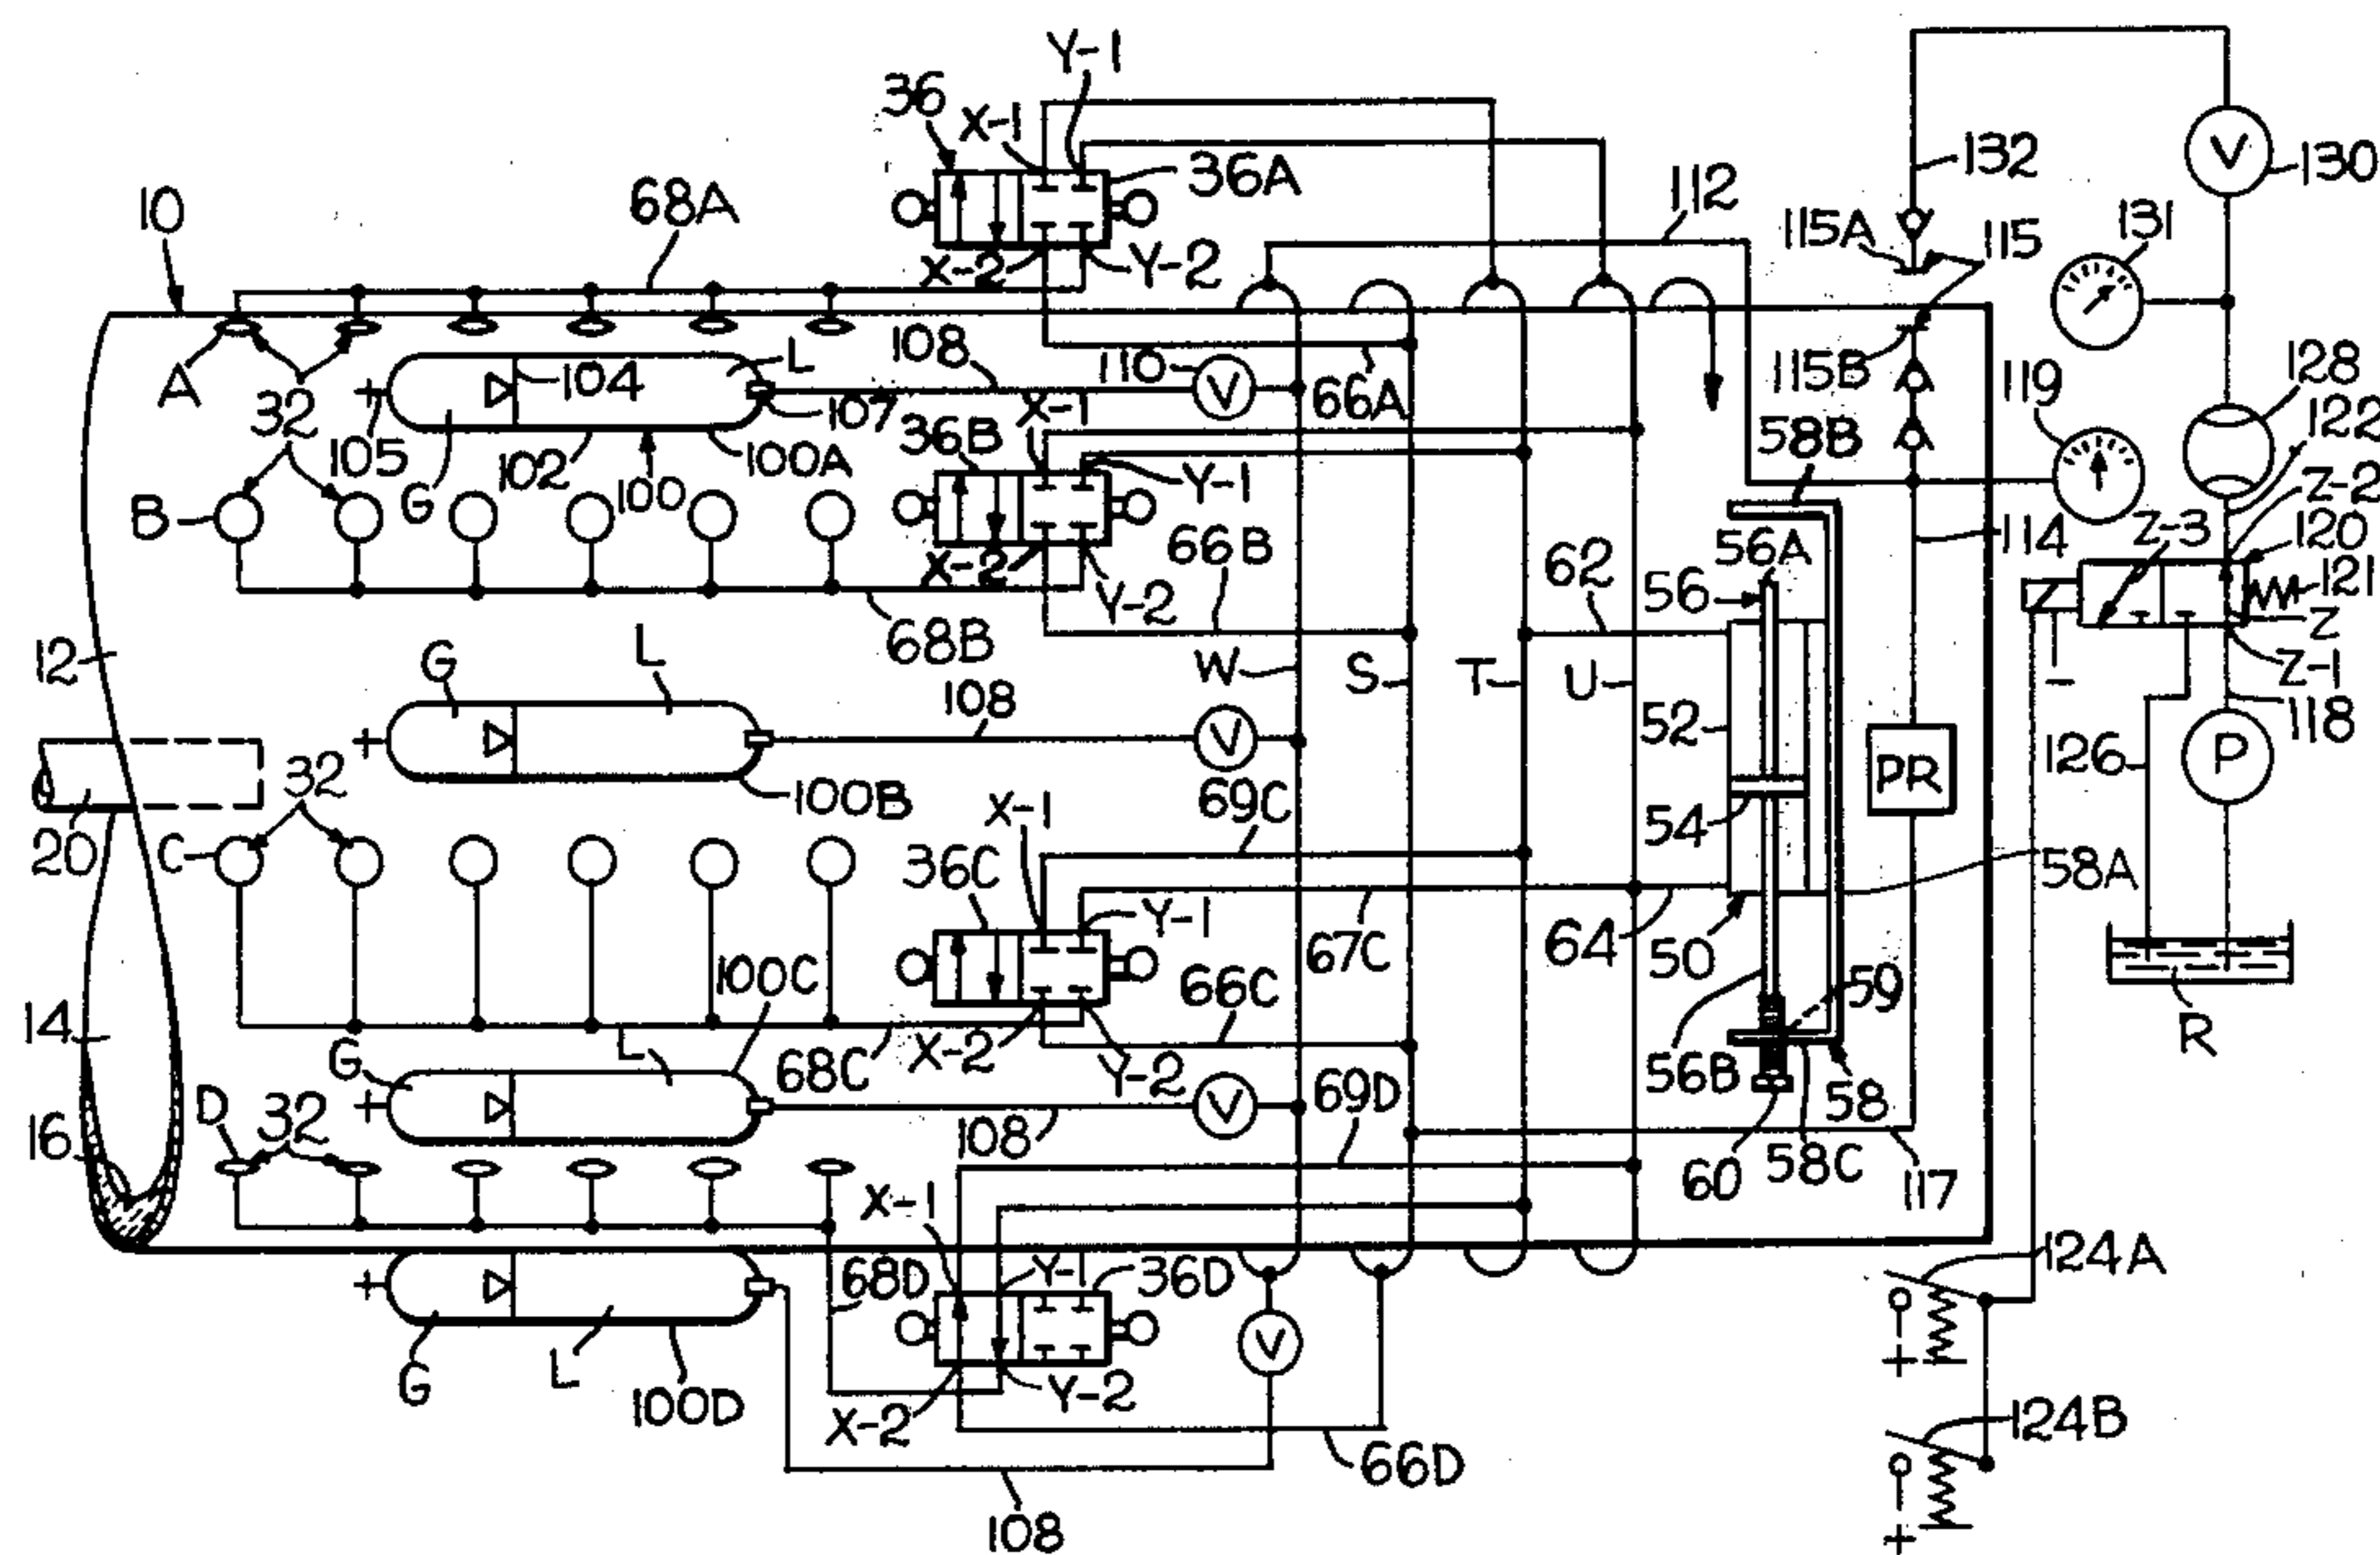 Y-1
36
X-1
36A
132
V
130
10
68A
112
115A
115
131
X-2
Y-2
A
108
L
110
V
66A
115B
119
128
122
104
107
X-1
36B
58B
32
105
G
102
100
100A
Y-1
Z-2
B
X-2
66B
56A
114
Z-3
120
121
56
62
Z
Z-1
12
68B
Y-2
G
L
W
S
T
U
52
118
108
V
126
P
PR
20
32
100B
69C
54
C
X-1
36C
58A
Y-1
67C
64
50
59
100C
66C
14
G
L
68C
X-2
Y-2
R
56B
58
D
32
V
69D
16
108
60
58C
117
X-1
68D
Y-1
36D
124A
G
L
100D
V
X-2
Y-2
124B
66D
108